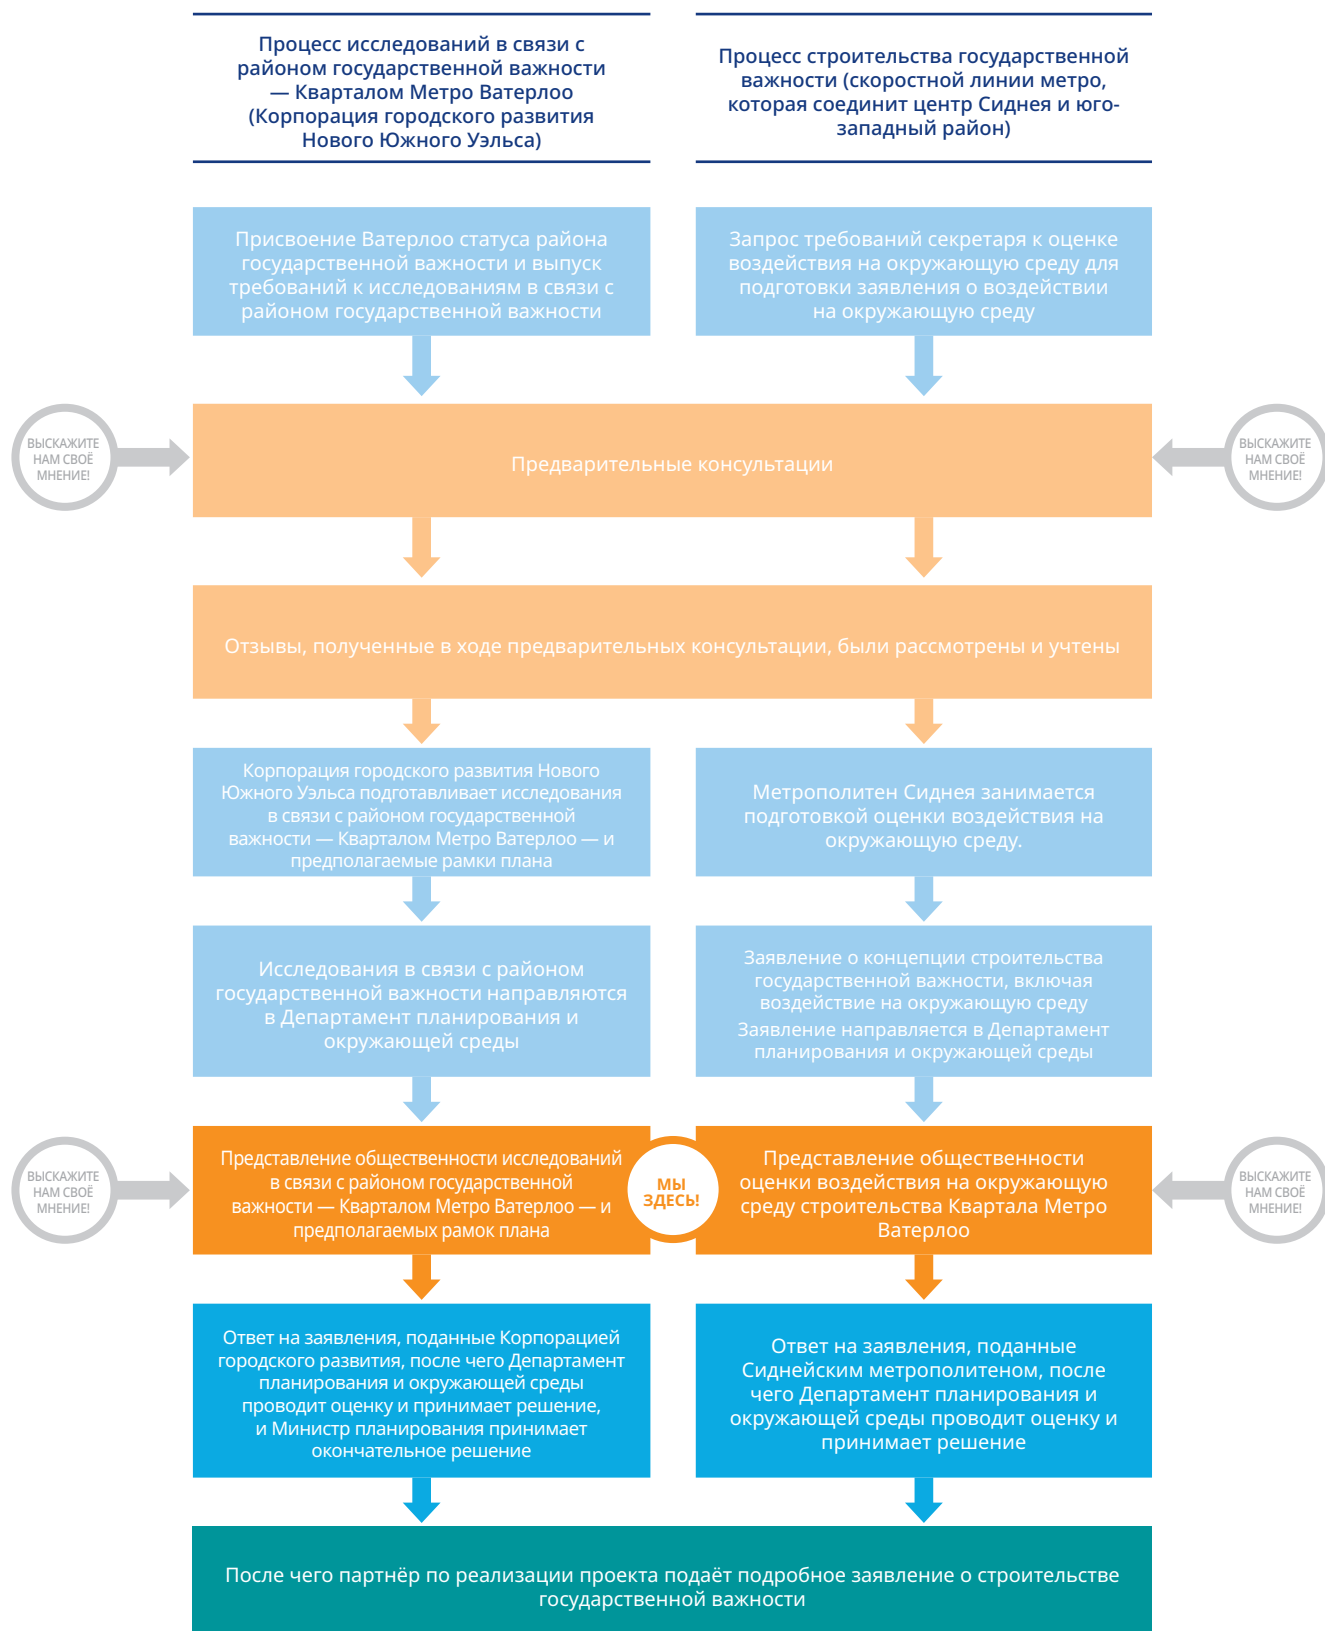 Процесс исследований в связи с
районом государственной важности
— Кварталом Метро Ватерлоо
(Корпорация городского развития
Нового Южного Уэльса)
Процесс строительства государственной
важности (скоростной линии метро,
которая соединит центр Сиднея и юго-
западный район)
Присвоение Ватерлоо статуса района
государственной важности и выпуск
требований к исследованиям в связи с
районом государственной важности
Запрос требований секретаря к оценке
воздействия на окружающую среду для
подготовки заявления о воздействии
на окружающую среду
ВЫСКАЖИТЕ
НАМ СВОЁ
МНЕНИЕ!
Предварительные консультации
ВЫСКАЖИТЕ
НАМ СВОЁ
МНЕНИЕ!
Отзывы, полученные в ходе предварительных консультации, были рассмотрены и учтены
Корпорация городского развития Нового
Южного Уэльса подготавливает исследования
в связи с районом государственной
важности — Кварталом Метро Ватерлоо — и
предполагаемые рамки плана
Метрополитен Сиднея занимается
подготовкой оценки воздействия на
окружающую среду.
Исследования в связи с районом
государственной важности направляются
в Департамент планирования и
окружающей среды
Заявление о концепции строительства
государственной важности, включая
воздействие на окружающую среду
Заявление направляется в Департамент
планирования и окружающей среды
ВЫСКАЖИТЕ
НАМ СВОЁ
МНЕНИЕ!
Представление общественности исследований
в связи с районом государственной
важности — Кварталом Метро Ватерлоо — и
предполагаемых рамок плана
МЫ
ЗДЕСЬ!
Представление общественности
оценки воздействия на окружающую
среду строительства Квартала Метро
Ватерлоо
ВЫСКАЖИТЕ
НАМ СВОЁ
МНЕНИЕ!
Ответ на заявления, поданные Корпорацией
городского развития, после чего Департамент
планирования и окружающей среды
проводит оценку и принимает решение,
и Министр планирования принимает
окончательное решение
Ответ на заявления, поданные
Сиднейским метрополитеном, после
чего Департамент планирования и
окружающей среды проводит оценку и
принимает решение
После чего партнёр по реализации проекта подаёт подробное заявление о строительстве
государственной важности